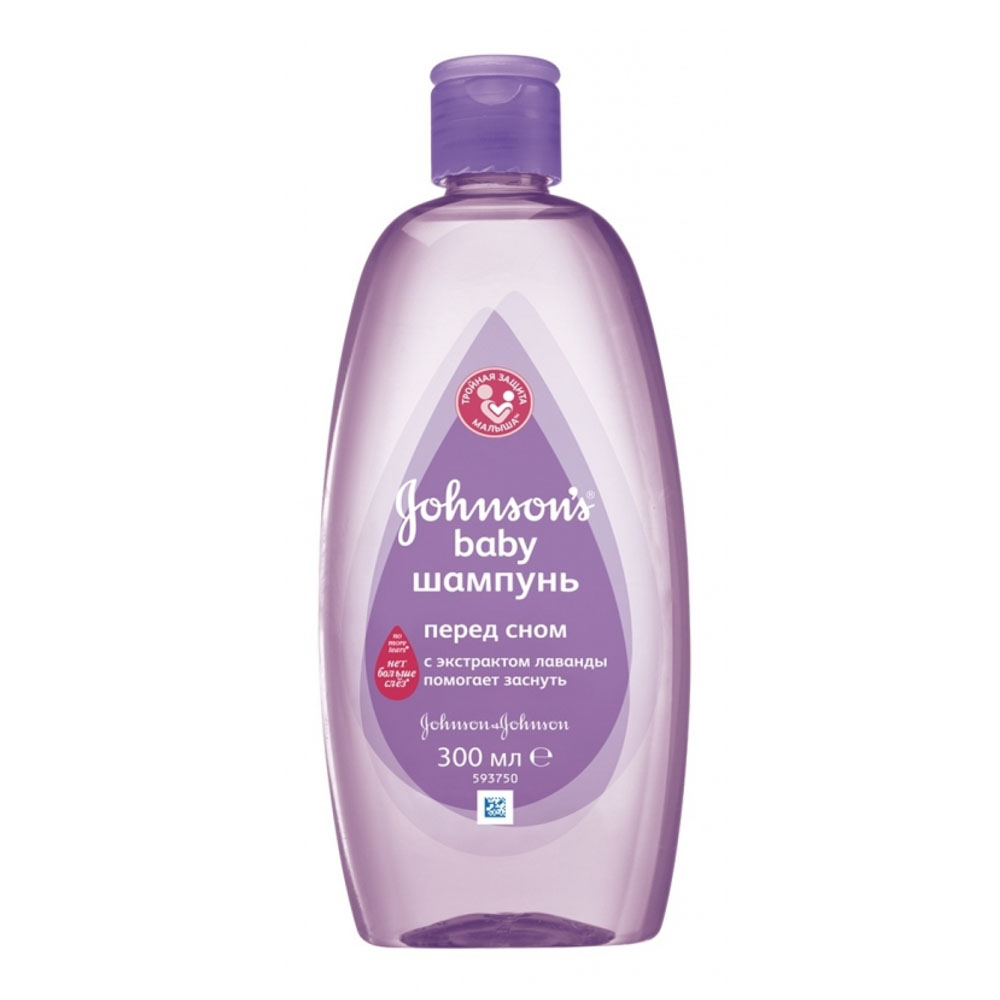 ТРОЙНАЯ ЗАЩИТА
МАЛЫША™
Johnson's®
baby
шампунь
перед сном
no
more
tears®
нет
больше
слёз®
с экстрактом лаванды
помогает заснуть
Johnson & Johnson
300 мл ℮
593750